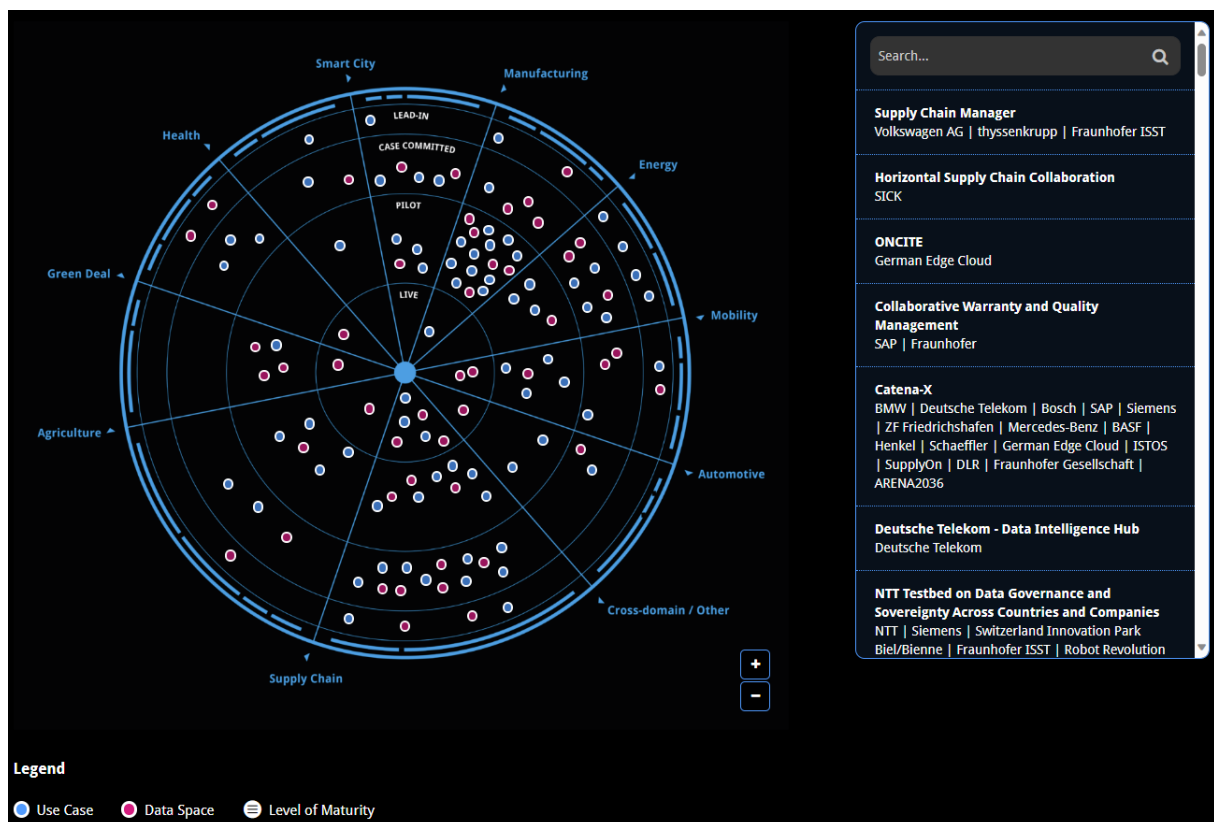 Smart City
Manufacturing
LEAD-IN
Health
CASE COMMITTED
Energy
PILOT
Green Deal
LIVE
Mobility
Agriculture
Automotive
Cross-domain / Other
Supply Chain
+
−
Search...
Supply Chain Manager
Volkswagen AG | thyssenkrupp | Fraunhofer ISST
Horizontal Supply Chain Collaboration
SICK
ONCITE
German Edge Cloud
Collaborative Warranty and Quality
Management
SAP | Fraunhofer
Catena-X
BMW | Deutsche Telekom | Bosch | SAP | Siemens
| ZF Friedrichshafen | Mercedes-Benz | BASF |
Henkel | Schaeffler | German Edge Cloud | ISTOS
| SupplyOn | DLR | Fraunhofer Gesellschaft |
ARENA2036
Deutsche Telekom - Data Intelligence Hub
Deutsche Telekom
NTT Testbed on Data Governance and
Sovereignty Across Countries and Companies
NTT | Siemens | Switzerland Innovation Park
Biel/Bienne | Fraunhofer ISST | Robot Revolution
Legend
Use Case
Data Space
Level of Maturity